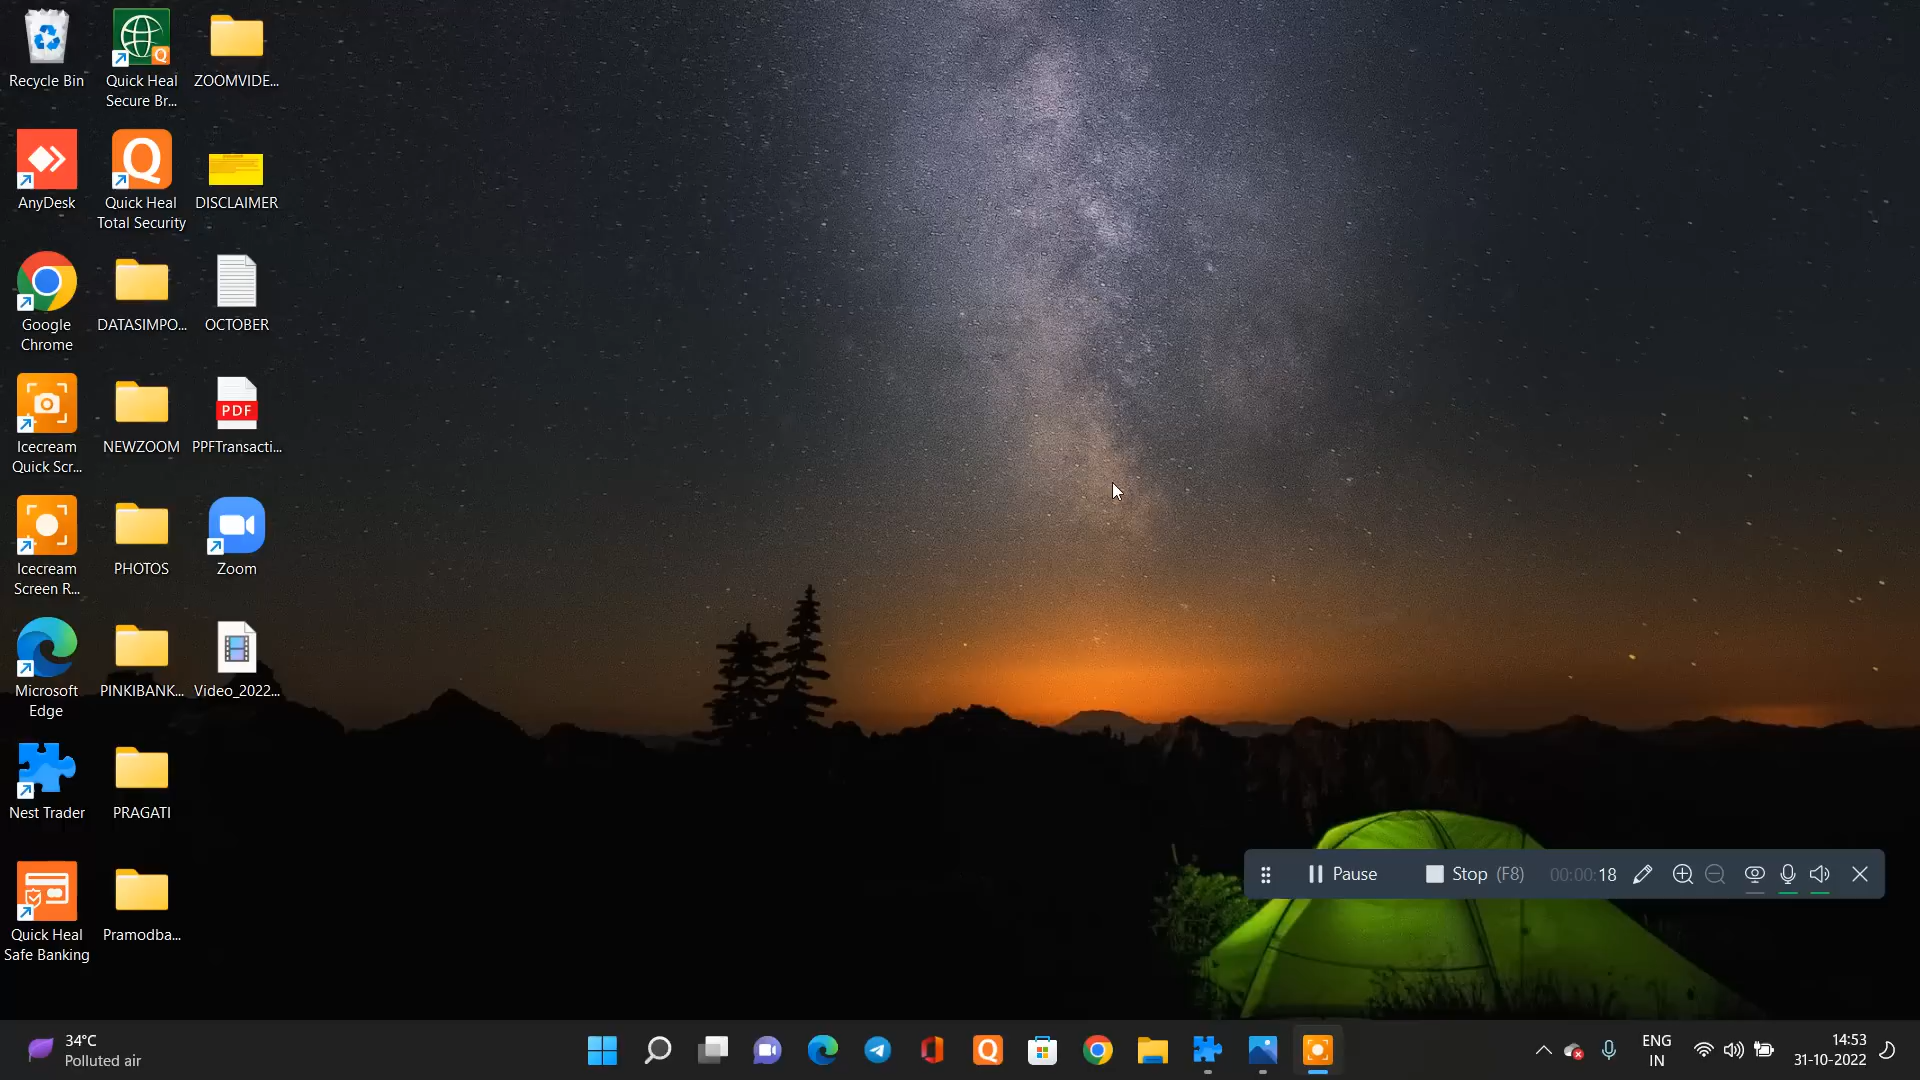 Recycle Bin
Quick Heal
Secure Br...
ZOOMVIDE...
AnyDesk
Quick Heal
Total Security
DISCLAIMER
Google
Chrome
DATASIMPO...
OCTOBER
Icecream
Quick Scr...
NEWZOOM
PDF
PPFTransacti...
Icecream
Screen R...
PHOTOS
Zoom
Microsoft
Edge
PINKIBANK...
Video_2022...
Nest Trader
PRAGATI
Quick Heal
Safe Banking
Pramodba...
Pause
Stop (F8)
00:00:18
34°C
Polluted air
ENG
IN
14:53
31-10-2022